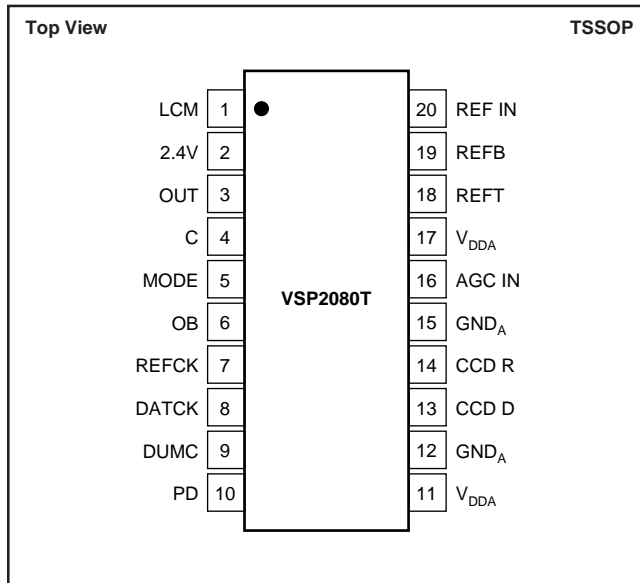 Top View
TSSOP
LCM 1
2.4V 2
OUT 3
C 4
MODE 5
OB 6
REFCK 7
DATCK 8
DUMC 9
PD 10
VSP2080T
20 REF IN
19 REFB
18 REFT
17 VDDA
16 AGC IN
15 GNDA
14 CCD R
13 CCD D
12 GNDA
11 VDDA